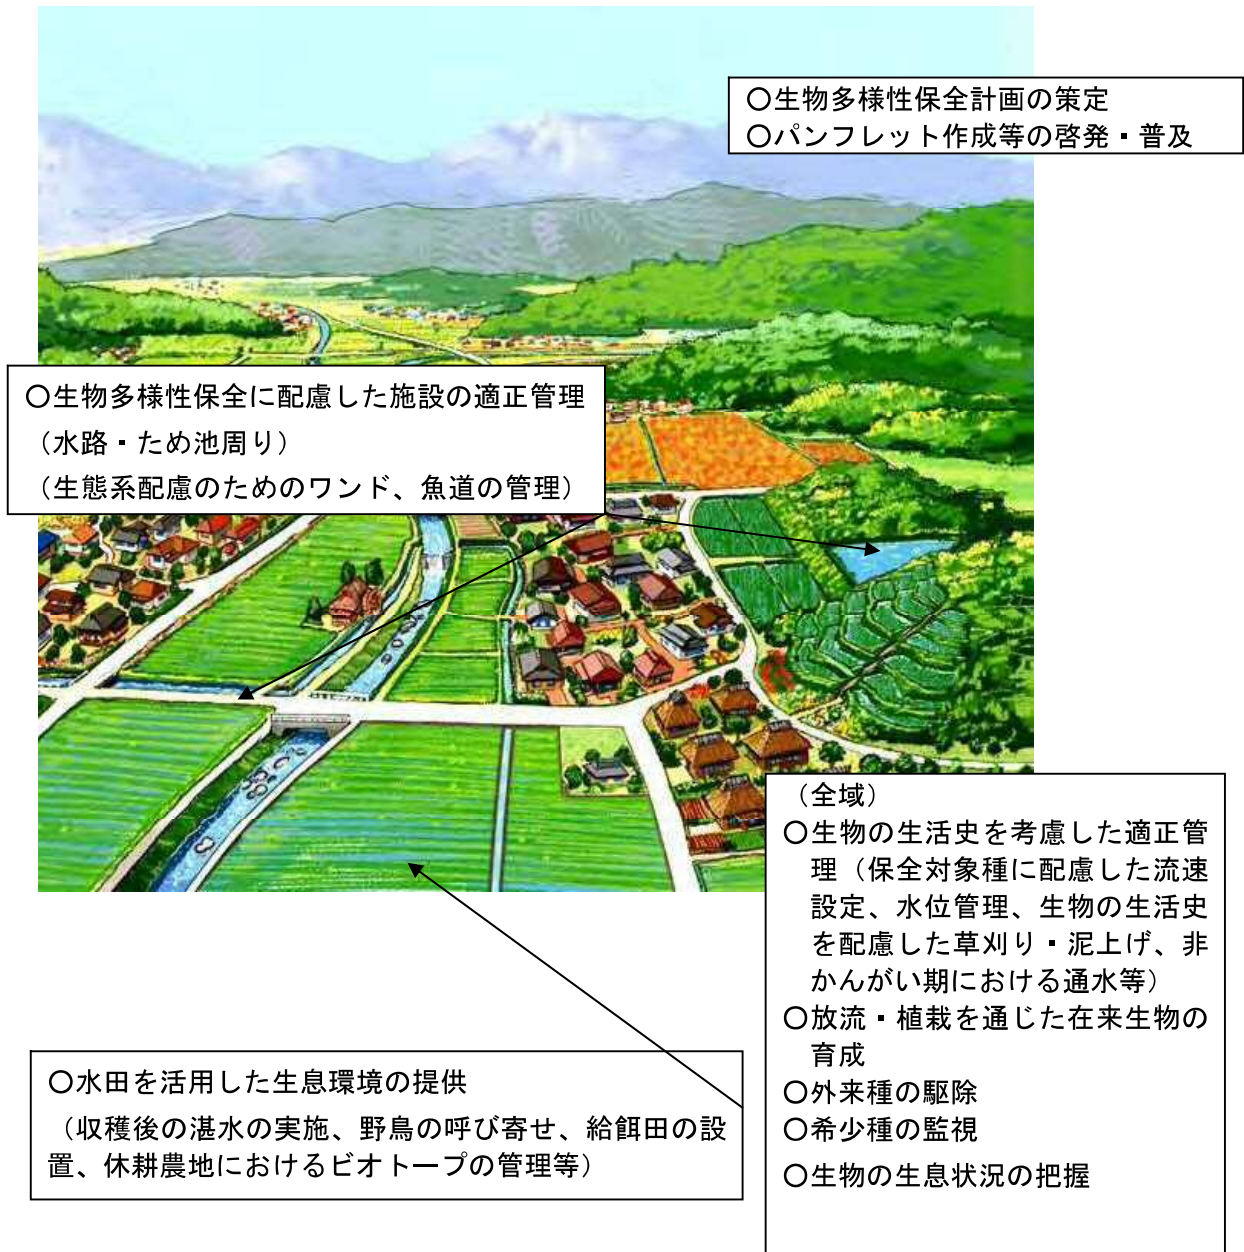 〇生物多様性保全計画の策定
〇パンフレット作成等の啓発・普及
〇生物多様性保全に配慮した施設の適正管理
（水路・ため池周り）
（生態系配慮のためのワンド、魚道の管理）
（全域）
〇生物の生活史を考慮した適正管
理（保全対象種に配慮した流速
設定、水位管理、生物の生活史
を配慮した草刈り・泥上げ、非
かんがい期における通水等）
〇放流・植栽を通じた在来生物の
育成
〇外来種の駆除
〇希少種の監視
〇生物の生息状況の把握
〇水田を活用した生息環境の提供
（収穫後の湛水の実施、野鳥の呼び寄せ、給餌田の設
置、休耕農地におけるビオトープの管理等）